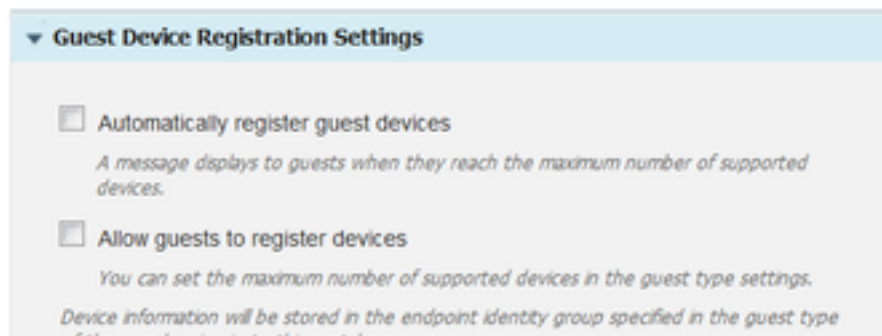 Guest Device Registration Settings
Automatically register guest devices
A message displays to guests when they reach the maximum number of supported
devices.
Allow guests to register devices
You can set the maximum number of supported devices in the guest type settings.
Device information will be stored in the endpoint identity group specified in the guest type